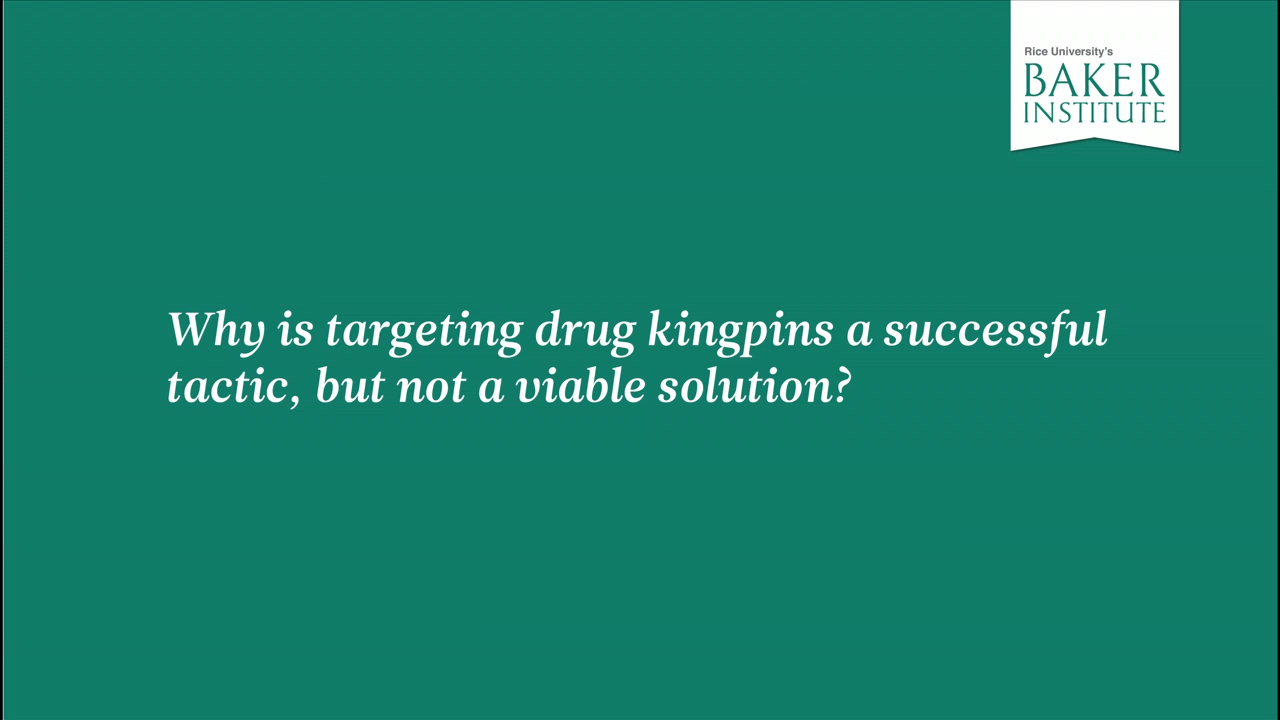 Rice University's
BAKER
INSTITUTE
Why is targeting drug kingpins a successful
tactic, but not a viable solution?